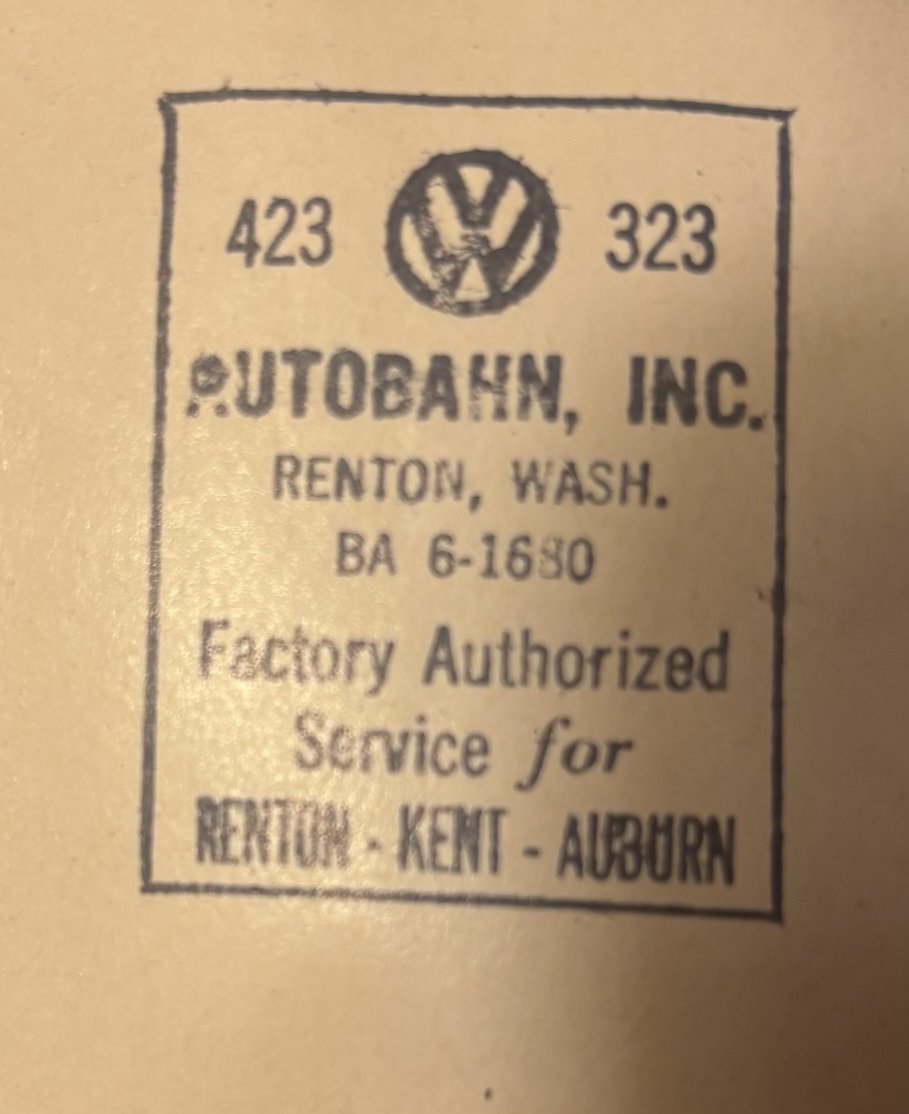 423 323
AUTOBAHN, INC.
RENTON, WASH.
BA 6-1680
Factory Authorized
Service for
RENTON - KENT - AUBURN